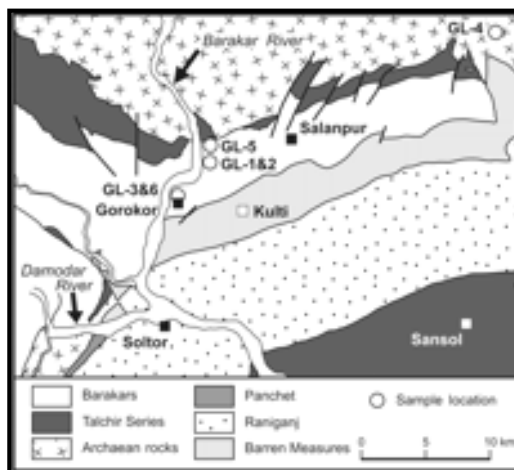 GL-4
Barakar River
Salanpur
GL-5
GL-1&2
GL-3&6
Gorokor
Kulti
Damodar
River
Soltor
Sansol
Barakars
Panchet
Sample location
Talchir Series
Raniganj
Archaean rocks
Barren Measures
0 5 10 km